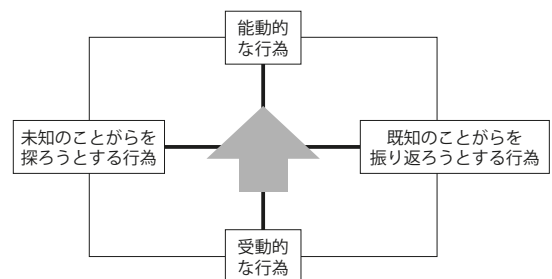 能動的
な行為
未知のことがらを
探ろうとする行為
既知のことがらを
振り返ろうとする行為
受動的
な行為